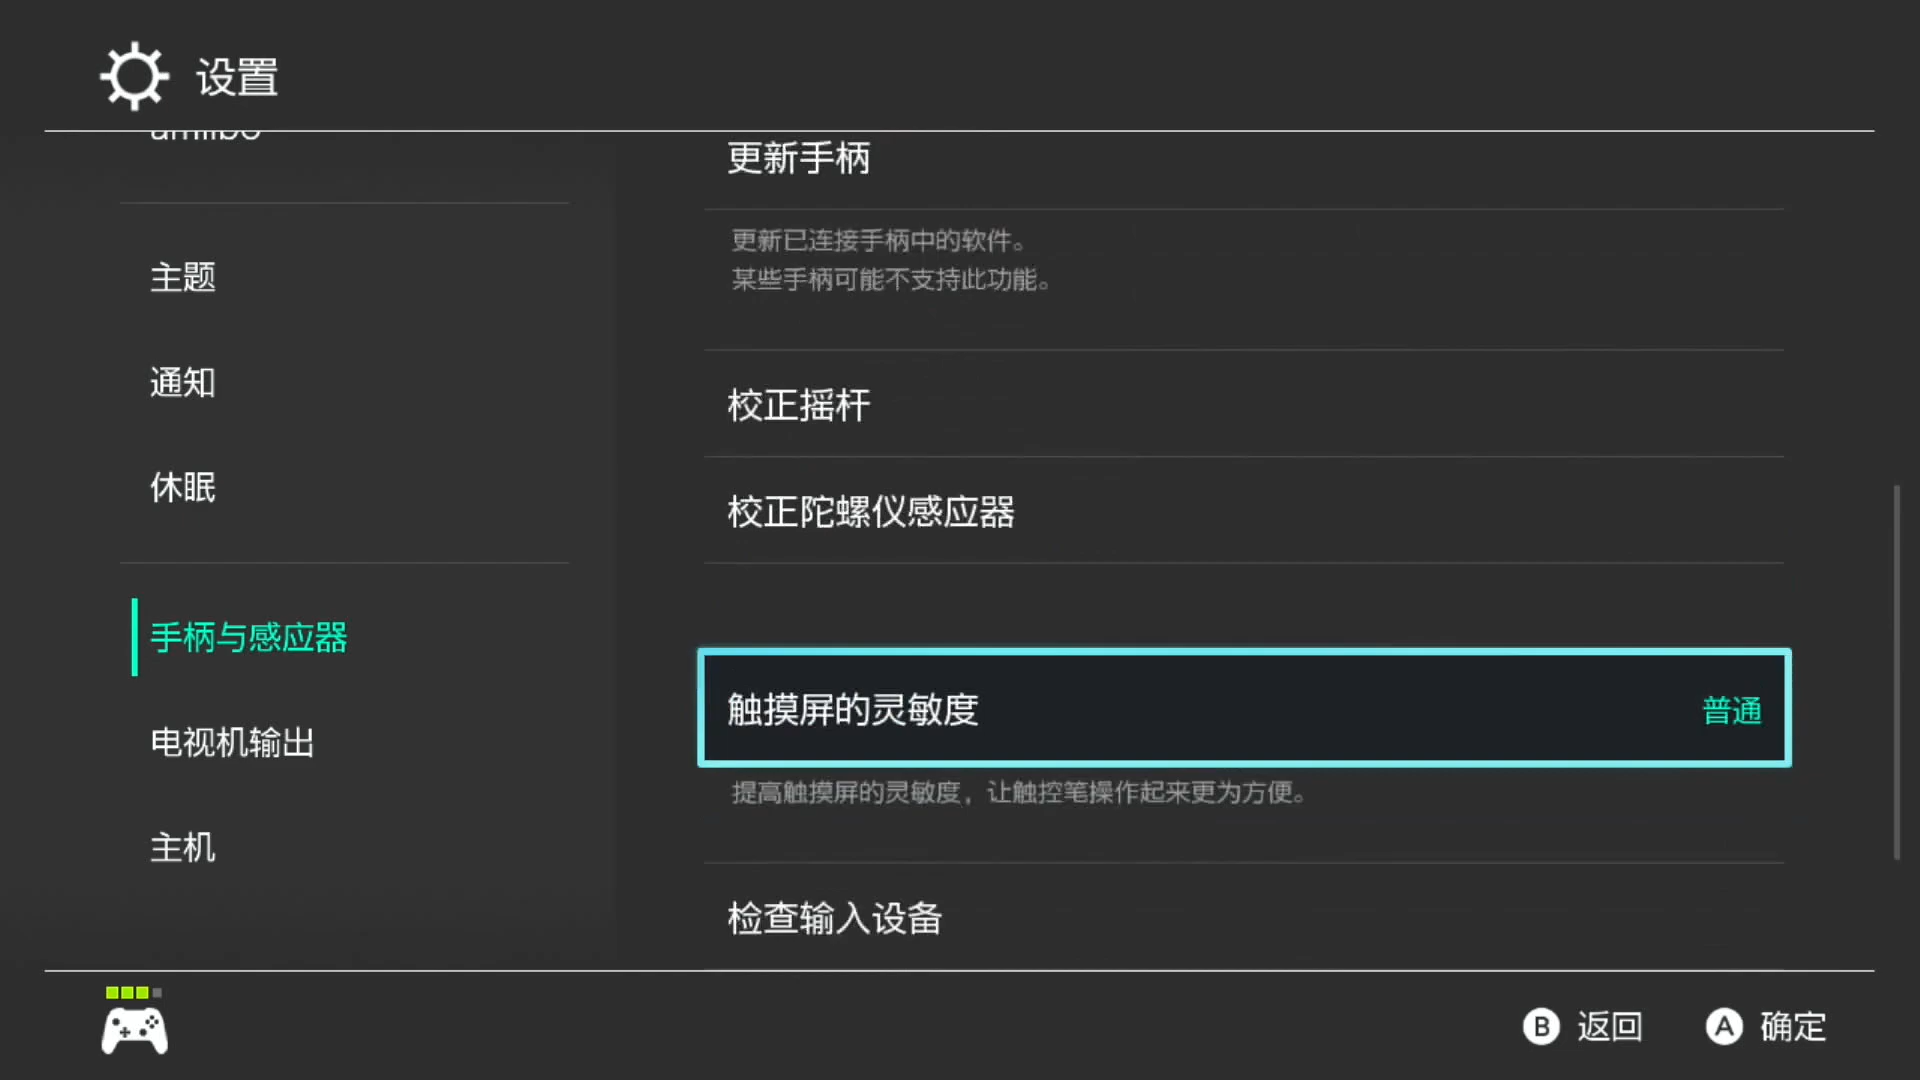 设置
amiibo
主题
通知
休眠
手柄与感应器
电视机输出
主机
更新手柄
更新已连接手柄中的软件。
某些手柄可能不支持此功能。
校正摇杆
校正陀螺仪感应器
触摸屏的灵敏度 普通
提高触摸屏的灵敏度，让触控笔操作起来更为方便。
检查输入设备
B 返回 A 确定